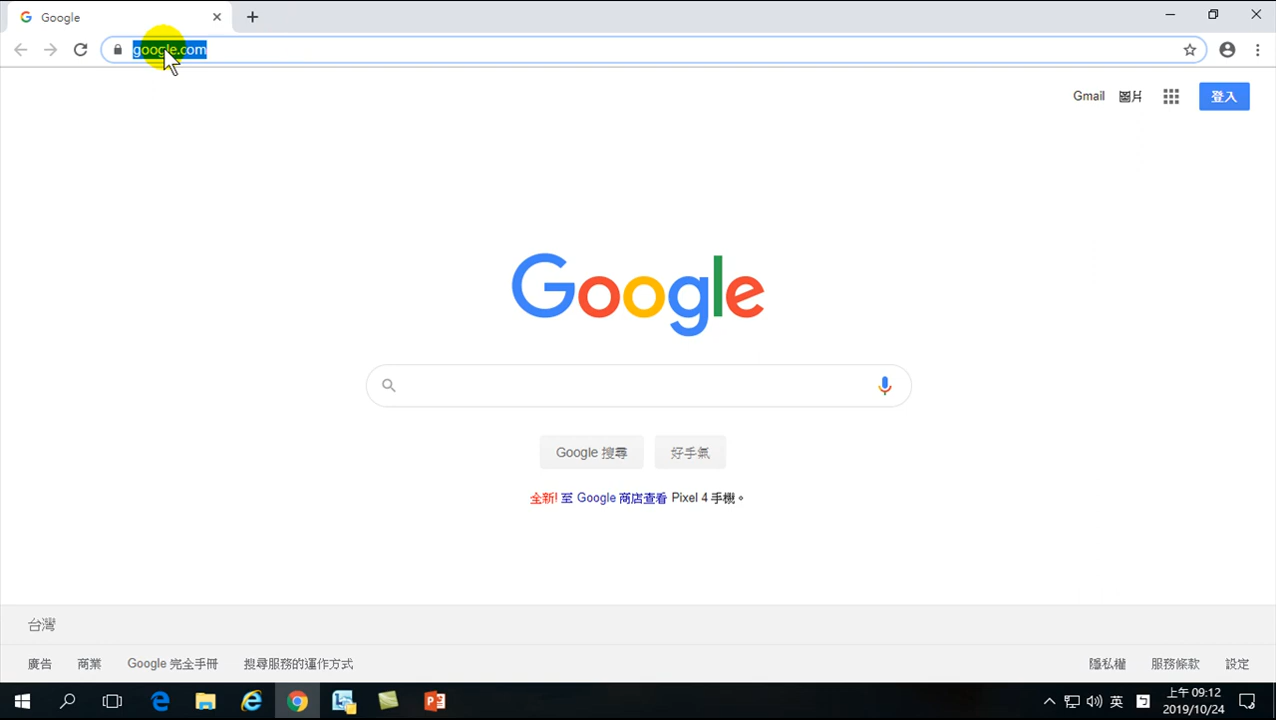 Google
google.com
Gmail 圖片 登入
Google
Google 搜尋 好手氣
全新! 至 Google 商店查看 Pixel 4 手機。
台灣
廣告 商業 Google 完全手冊 搜尋服務的運作方式 隱私權 服務條款 設定
英 上午 09:12
2019/10/24